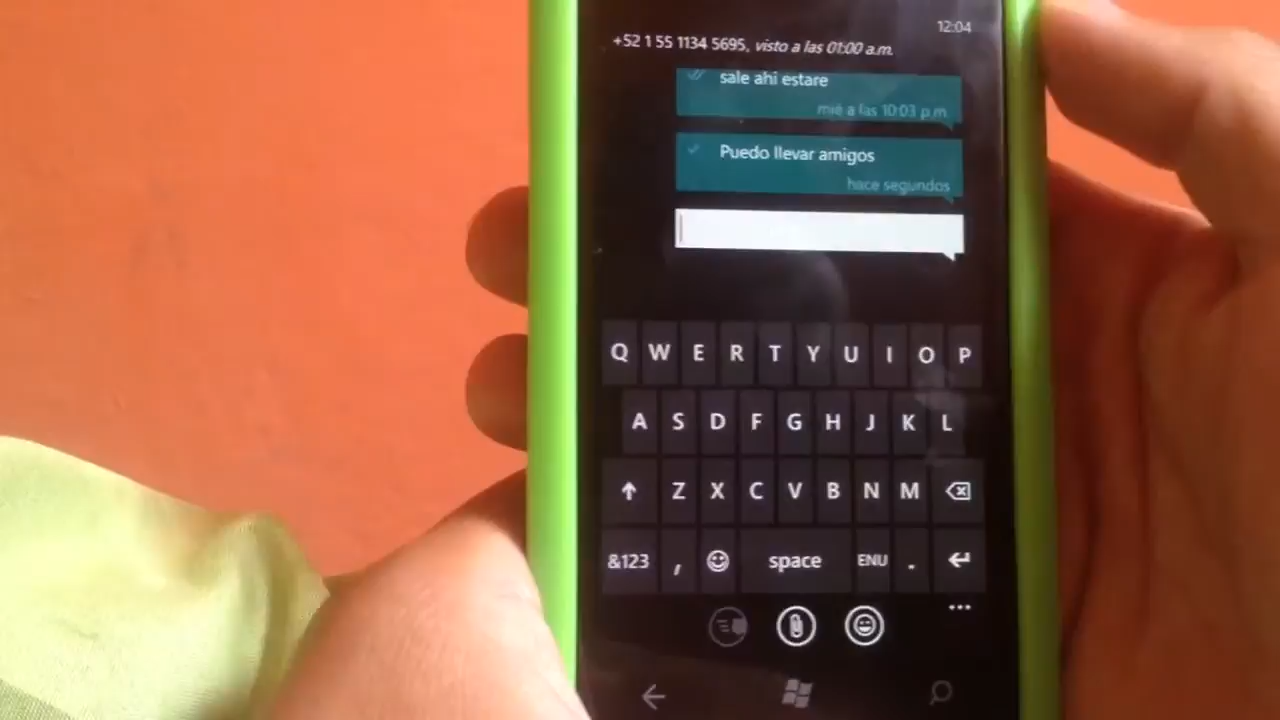 12:04
+52 1 55 1134 5695, visto a las 01:00 a.m.
sale ahi estare
mié a las 10:03 p.m.
Puedo llevar amigos
hace segundos
Q W E R T Y U I O P
A S D F G H J K L
Z X C V B N M
&123 , space ENU .